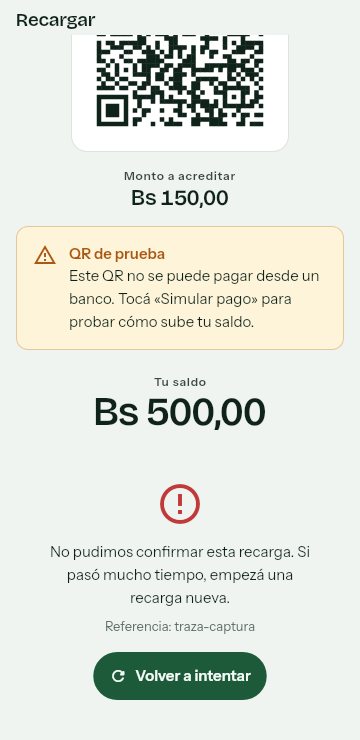 Recargar
Monto a acreditar
Bs 150,00
QR de prueba
Este QR no se puede pagar desde un
banco. Tocá «Simular pago» para
probar cómo sube tu saldo.
Tu saldo
Bs 500,00
No pudimos confirmar esta recarga. Si
pasó mucho tiempo, empezá una
recarga nueva.
Referencia: traza-captura
Volver a intentar